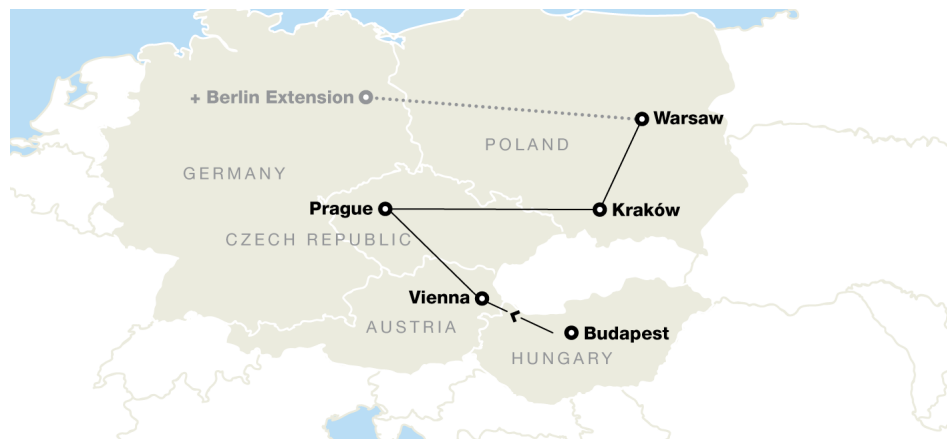 + Berlin Extension
Warsaw
POLAND
GERMANY
Prague
Kraków
CZECH REPUBLIC
Vienna
AUSTRIA
Budapest
HUNGARY